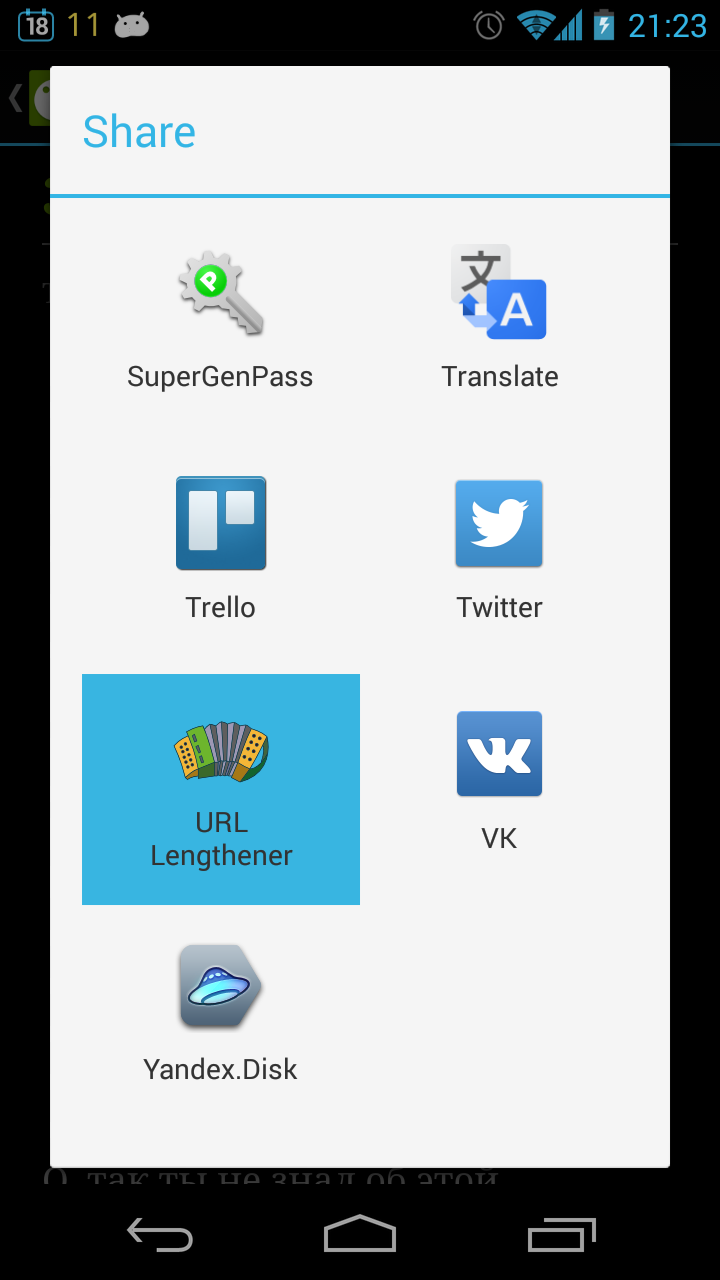 18 11 21:23
Share
SuperGenPass
Translate
Trello
Twitter
URL
Lengthener
VK
Yandex.Disk
О, так ты не знал об этой